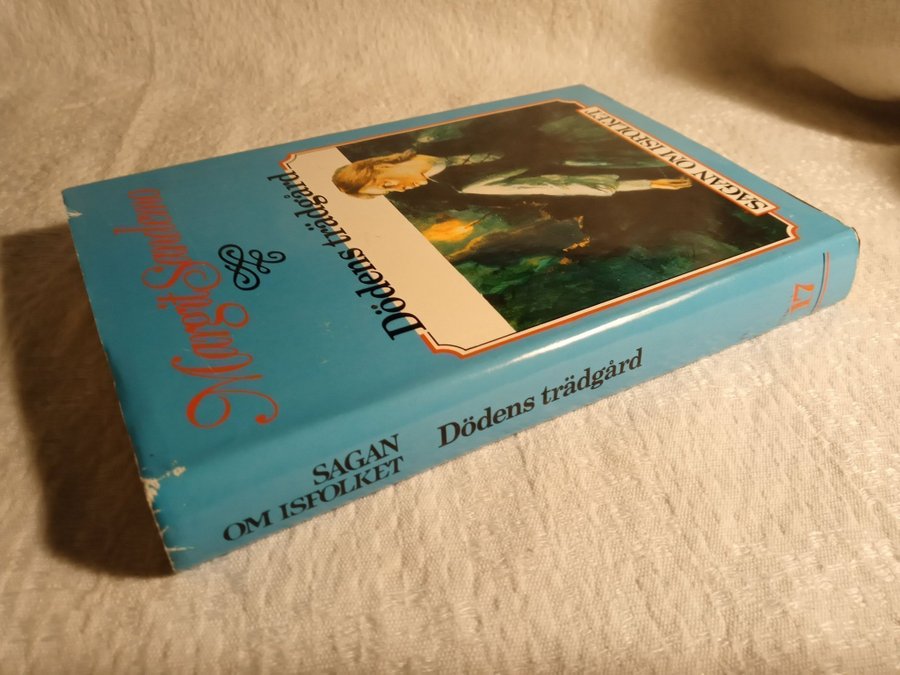 Margit Sandemo
Dödens trädgård
SAGAN OM ISFOLKET
SAGAN
OM ISFOLKET
Dödens trädgård
17